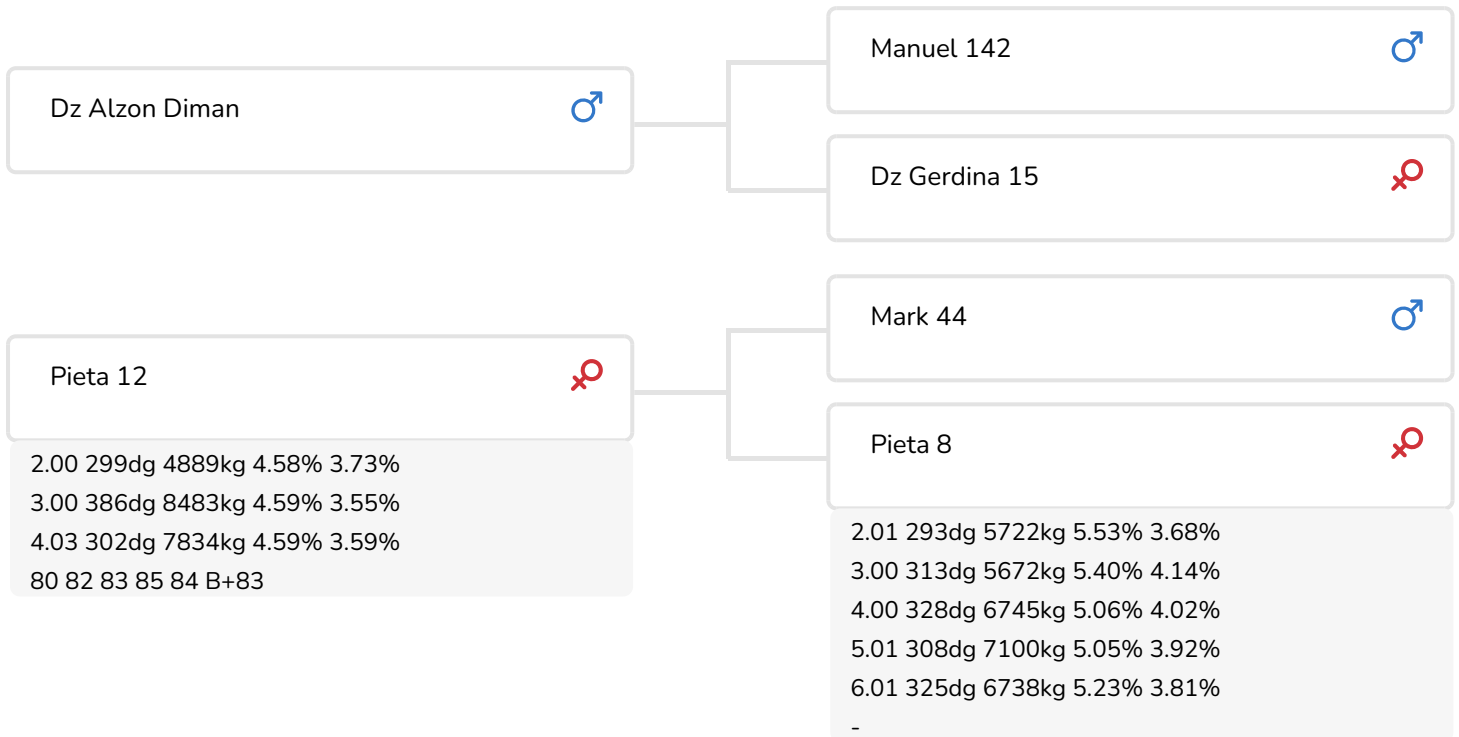 Manuel 142
Dz Alzon Diman
Dz Gerdina 15
Mark 44
Pieta 12
Pieta 8
2.00 299dg 4889kg 4.58% 3.73%
3.00 386dg 8483kg 4.59% 3.55%
4.03 302dg 7834kg 4.59% 3.59%
80 82 83 85 84 B+83
2.01 293dg 5722kg 5.53% 3.68%
3.00 313dg 5672kg 5.40% 4.14%
4.00 328dg 6745kg 5.06% 4.02%
5.01 308dg 7100kg 5.05% 3.92%
6.01 325dg 6738kg 5.23% 3.81%
-